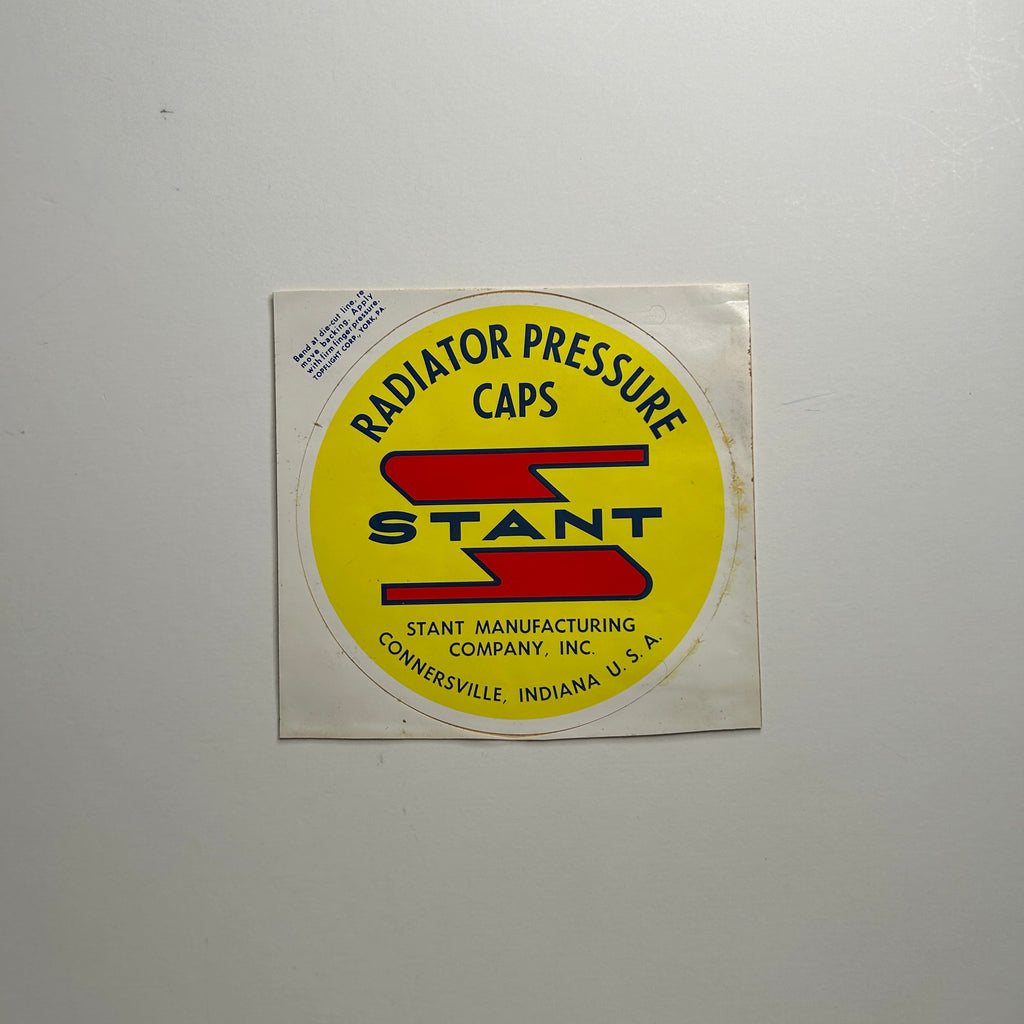 Bend at die-cut line, re
move backing. Apply
with firm finger pressure.
TOPFLIGHT CORP., YORK, PA.
RADIATOR PRESSURE
CAPS
STANT
STANT MANUFACTURING
COMPANY, INC.
CONNERSVILLE, INDIANA U. S. A.